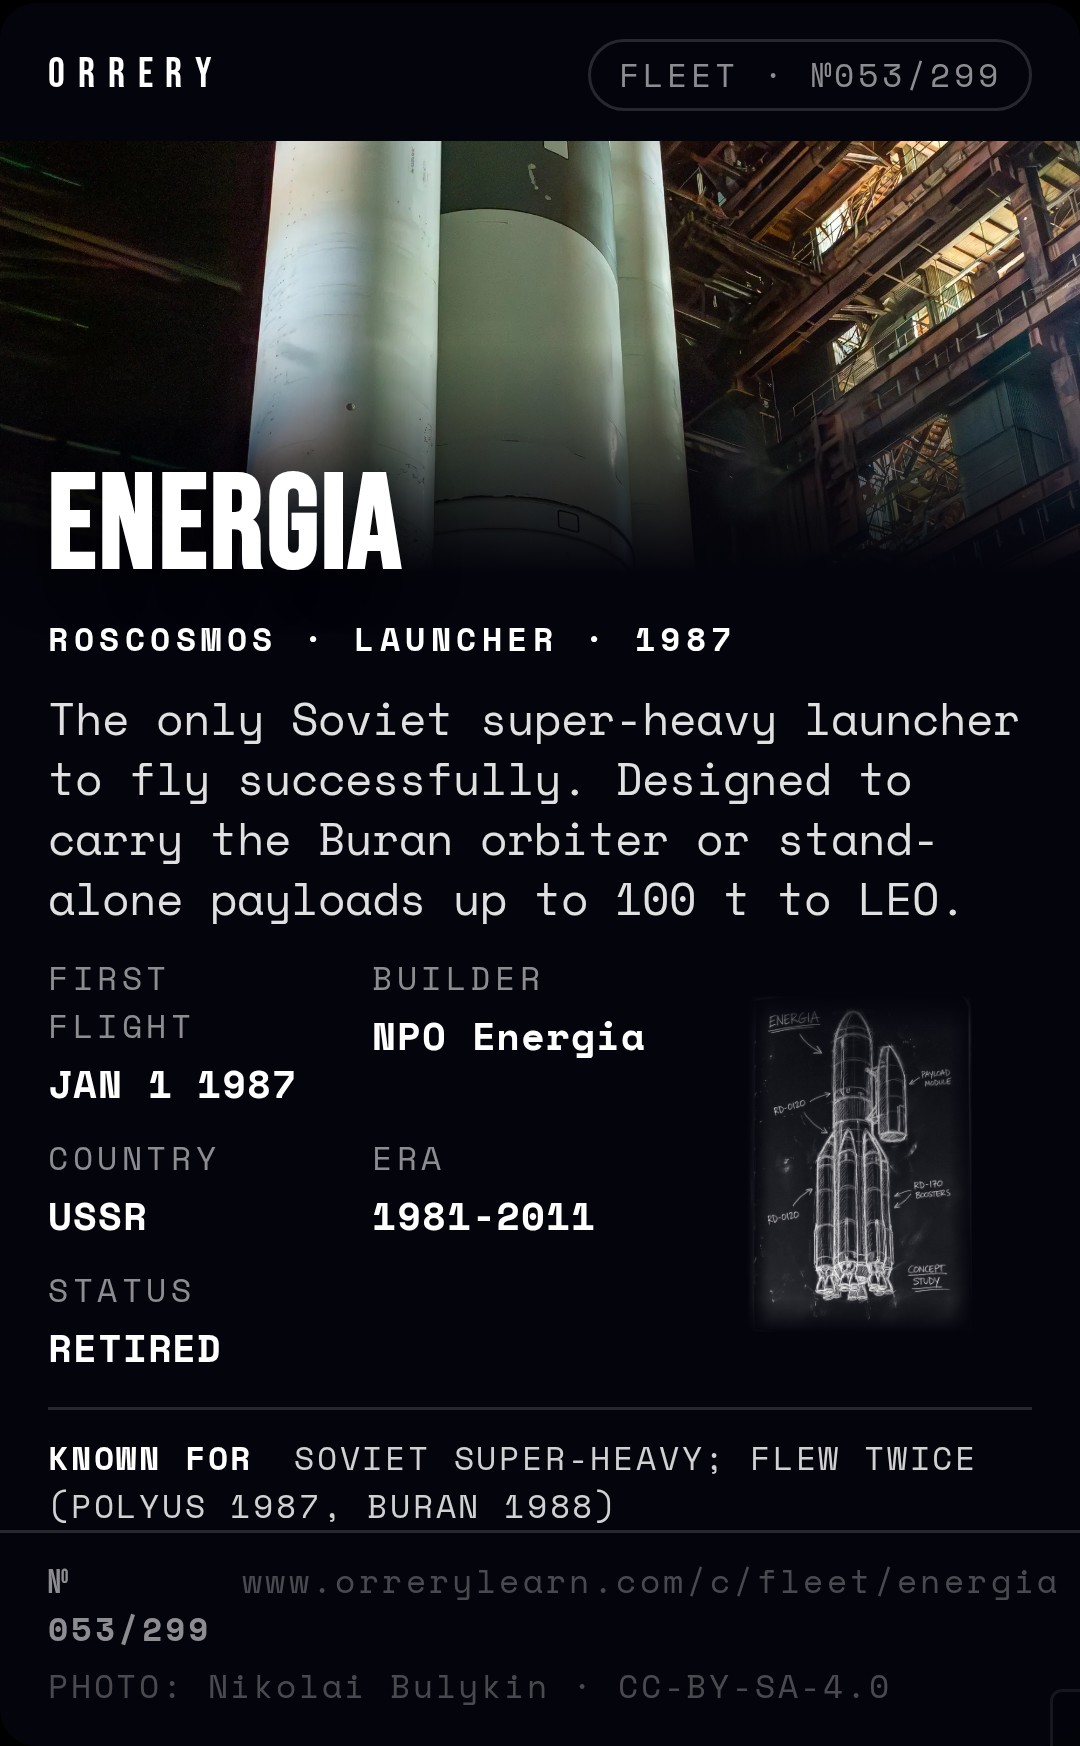 ORRERY
FLEET · №053/299
ENERGIA
ROSCOSMOS · LAUNCHER · 1987
The only Soviet super-heavy launcher
to fly successfully. Designed to
carry the Buran orbiter or stand-
alone payloads up to 100 t to LEO.
FIRST
FLIGHT
JAN 1 1987
BUILDER
NPO Energia
COUNTRY
USSR
ERA
1981-2011
STATUS
RETIRED
ENERGIA
PAYLOAD
MODULE
RD-0120
RD-170
BOOSTERS
RD-0120
CONCEPT
STUDY
KNOWN FOR SOVIET SUPER-HEAVY; FLEW TWICE
(POLYUS 1987, BURAN 1988)
№
053/299
www.orrerylearn.com/c/fleet/energia
PHOTO: Nikolai Bulykin · CC-BY-SA-4.0